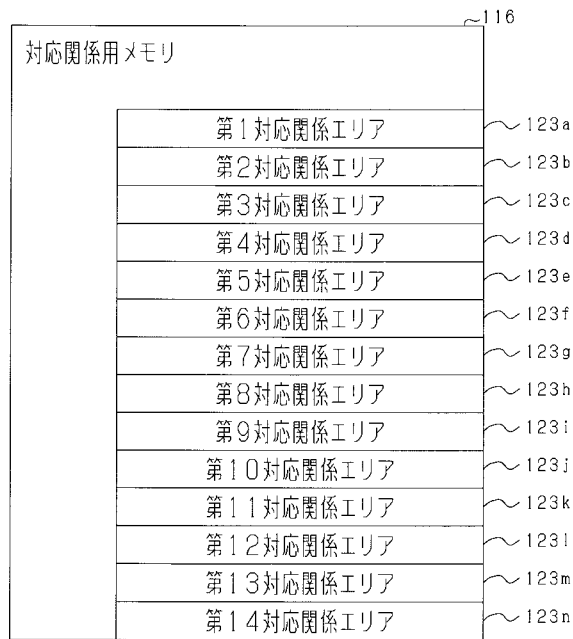 116
対応関係用メモリ
第1対応関係エリア 123a
第2対応関係エリア 123b
第3対応関係エリア 123c
第4対応関係エリア 123d
第5対応関係エリア 123e
第6対応関係エリア 123f
第7対応関係エリア 123g
第8対応関係エリア 123h
第9対応関係エリア 123i
第10対応関係エリア 123j
第11対応関係エリア 123k
第12対応関係エリア 123l
第13対応関係エリア 123m
第14対応関係エリア 123n